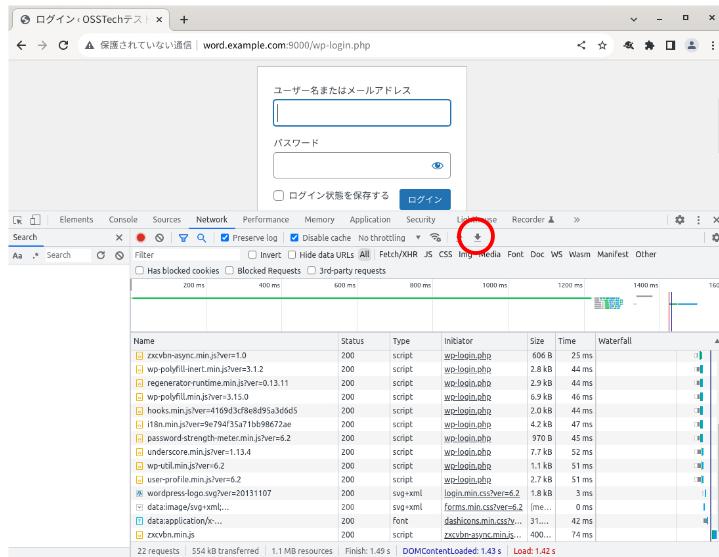 ログイン ‹ OSSTechテスト
保護されていない通信 | word.example.com:9000/wp-login.php
ユーザー名またはメールアドレス
パスワード
ログイン状態を保存する ログイン
Elements Console Sources Network Performance Memory Application Security Lighthouse Recorder
Search Preserve log Disable cache No throttling
Aa .* Search Filter Invert Hide data URLs All Fetch/XHR JS CSS Img Media Font Doc WS Wasm Manifest Other
Has blocked cookies Blocked Requests 3rd-party requests
200 ms 400 ms 600 ms 800 ms 1000 ms 1200 ms 1400 ms 160
Name Status Type Initiator Size Time Waterfall
zxcvbn-async.min.js?ver=1.0 200 script wp-login.php 606 B 25 ms
wp-polyfill-inert.min.js?ver=3.1.2 200 script wp-login.php 2.8 kB 44 ms
regenerator-runtime.min.js?ver=0.13.11 200 script wp-login.php 2.9 kB 44 ms
wp-polyfill.min.js?ver=3.15.0 200 script wp-login.php 6.9 kB 46 ms
hooks.min.js?ver=4169d3cf8e8d95a3d6d5 200 script wp-login.php 2.0 kB 44 ms
i18n.min.js?ver=9e794f35a71bb98672ae 200 script wp-login.php 4.2 kB 47 ms
password-strength-meter.min.js?ver=6.2 200 script wp-login.php 970 B 45 ms
underscore.min.js?ver=1.13.4 200 script wp-login.php 7.7 kB 52 ms
wp-util.min.js?ver=6.2 200 script wp-login.php 1.1 kB 51 ms
user-profile.min.js?ver=6.2 200 script wp-login.php 2.7 kB 51 ms
wordpress-logo.svg?ver=20131107 200 svg+xml login.min.css?ver=6.2 1.8 kB 3 ms
data:image/svg+xml;... 200 svg+xml forms.min.css?ver=6.2 (me... 0 ms
data:application/x-... 200 font dashicons.min.css?v... 31.... 42 ms
zxcvbn.min.js 200 script zxcvbn-async.min.js... 400... 74 ms
22 requests 554 kB transferred 1.1 MB resources Finish: 1.49 s DOMContentLoaded: 1.43 s Load: 1.42 s